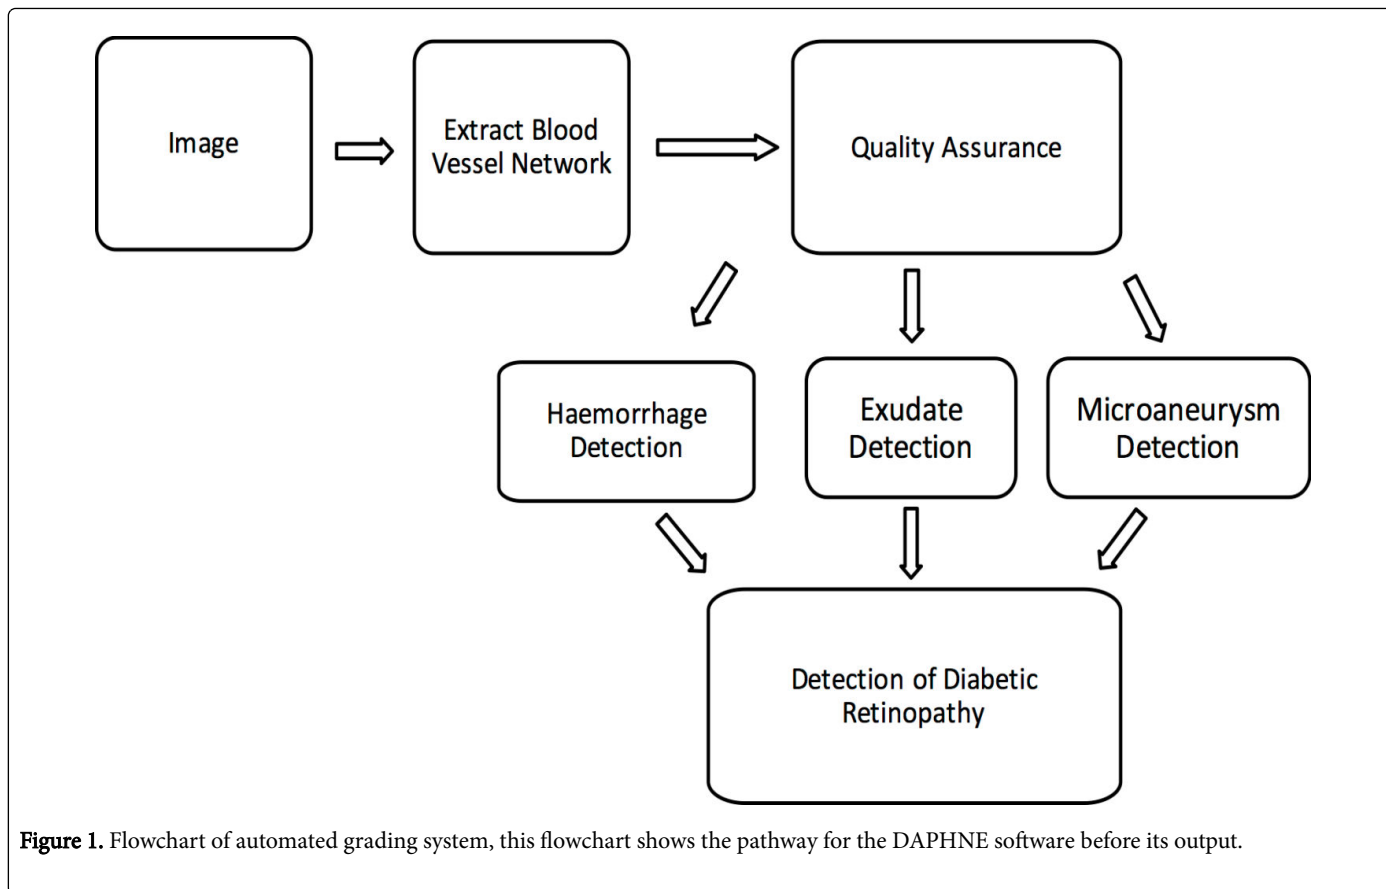 Image
Extract Blood
Vessel Network
Quality Assurance
Haemorrhage
Detection
Exudate
Detection
Microaneurysm
Detection
Detection of Diabetic
Retinopathy
Figure 1. Flowchart of automated grading system, this flowchart shows the pathway for the DAPHNE software before its output.